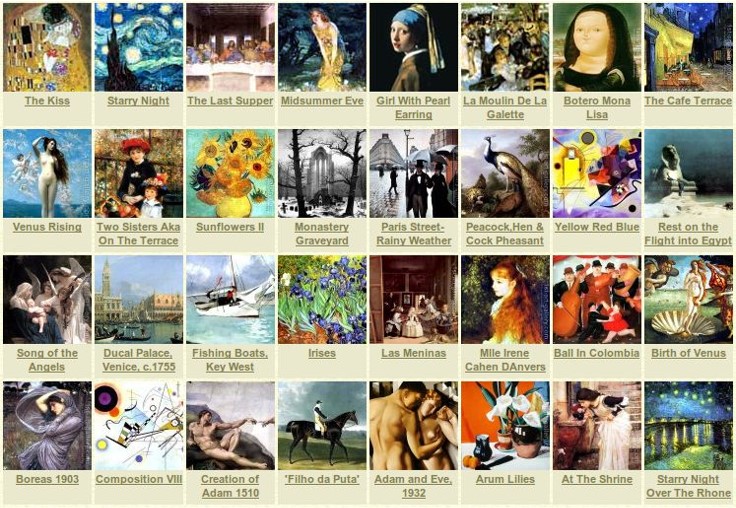 The Kiss
Starry Night
The Last Supper
Midsummer Eve
Girl With Pearl
Earring
La Moulin De La
Galette
Botero Mona
Lisa
The Cafe Terrace
Venus Rising
Two Sisters Aka
On The Terrace
Sunflowers II
Monastery
Graveyard
Paris Street-
Rainy Weather
Peacock,Hen &
Cock Pheasant
Yellow Red Blue
Rest on the
Flight into Egypt
Song of the
Angels
Ducal Palace,
Venice, c.1755
Fishing Boats,
Key West
Irises
Las Meninas
Mlle Irene
Cahen DAnvers
Ball In Colombia
Birth of Venus
Boreas 1903
Composition VIII
Creation of
Adam 1510
'Filho da Puta'
Adam and Eve,
1932
Arum Lilies
At The Shrine
Starry Night
Over The Rhone